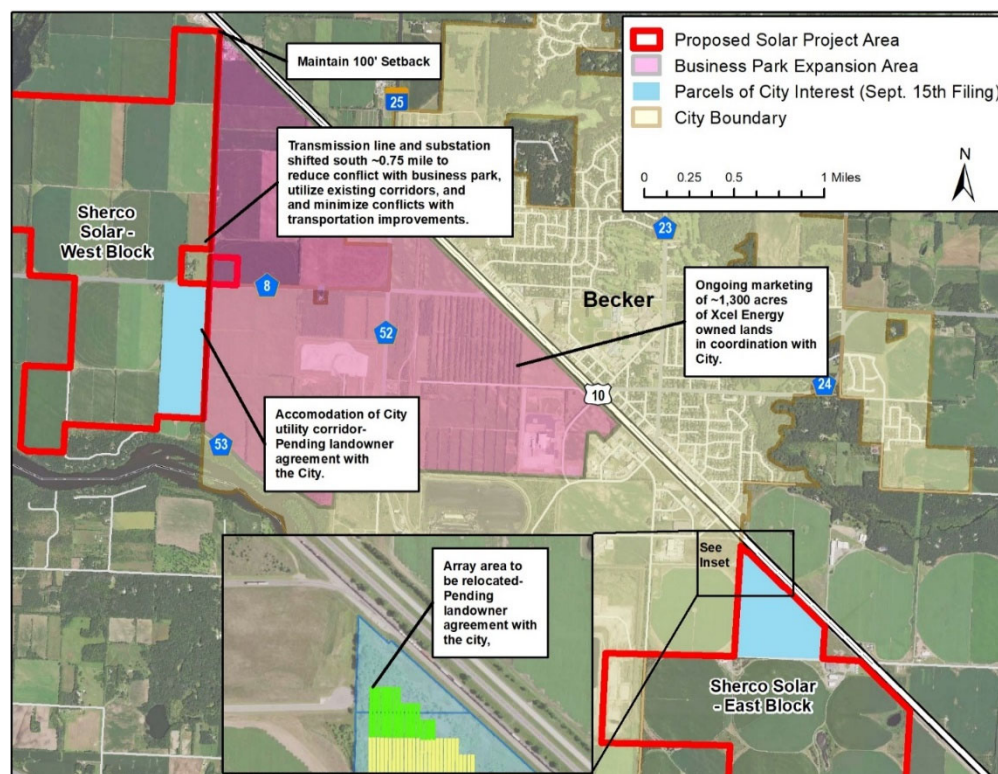 Maintain 100' Setback
25
Proposed Solar Project Area
Business Park Expansion Area
Parcels of City Interest (Sept. 15th Filing)
City Boundary
N
0 0.25 0.5 1 Miles
Transmission line and substation
shifted south ~0.75 mile to
reduce conflict with business park,
utilize existing corridors, and
and minimize conflicts with
transportation improvements.
Sherco
Solar -
West Block
23
8
Becker
Ongoing marketing
of ~1,300 acres
of Xcel Energy
owned lands
in coordination with
City.
52
10
24
Accomodation of City
utility corridor-
Pending landowner
agreement with
the City.
53
See
Inset
Array area to
be relocated-
Pending
landowner
agreement with
the city,
Sherco Solar
- East Block